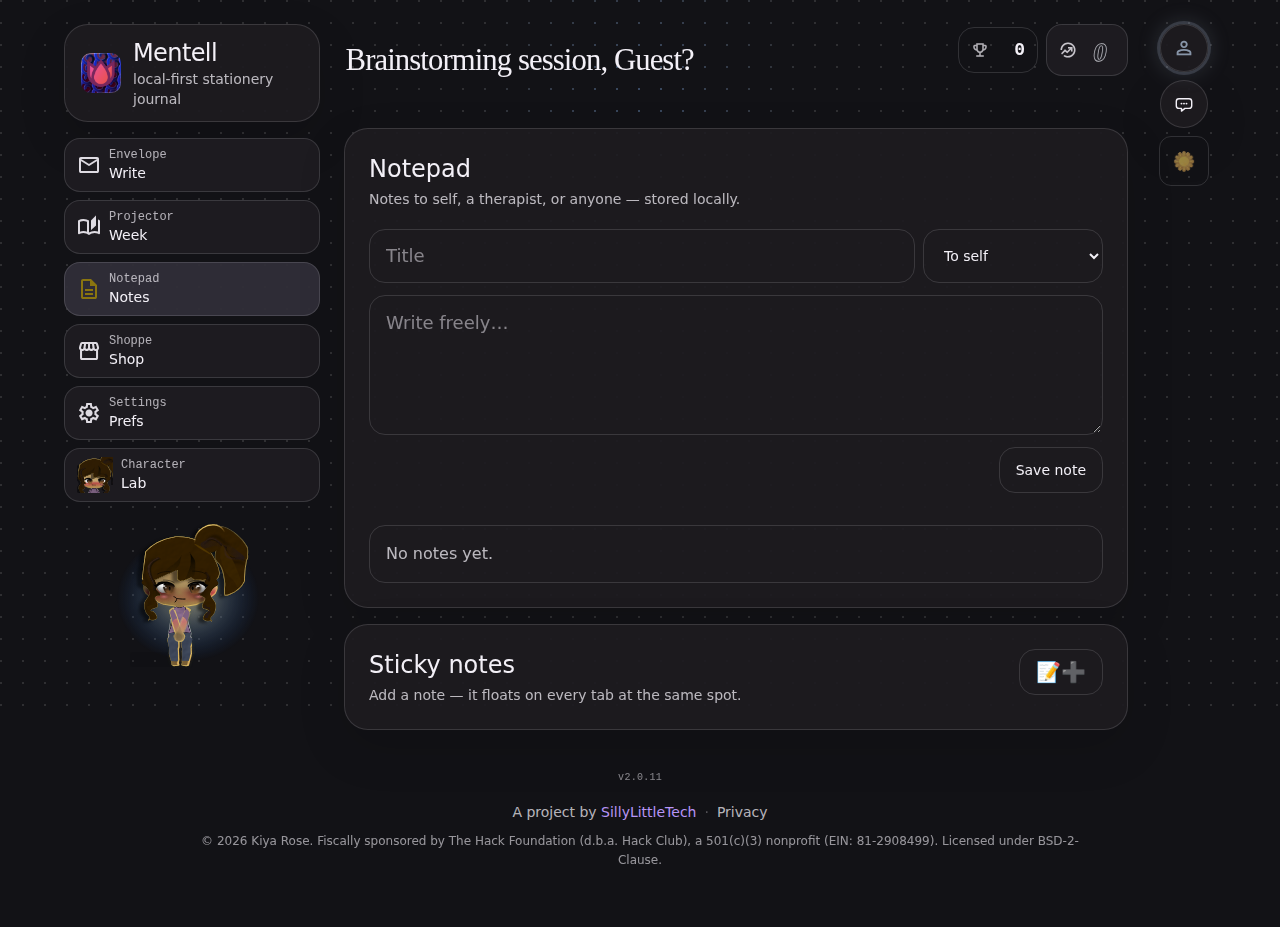 Mentell
local-first stationery
journal
Envelope
Write
Projector
Week
Notepad
Notes
Shoppe
Shop
Settings
Prefs
Character
Lab
Brainstorming session, Guest?
0
0
Notepad
Notes to self, a therapist, or anyone — stored locally.
Title
To self
Write freely…
Save note
No notes yet.
Sticky notes
Add a note — it floats on every tab at the same spot.
v2.0.11
A project by SillyLittleTech · Privacy
© 2026 Kiya Rose. Fiscally sponsored by The Hack Foundation (d.b.a. Hack Club), a 501(c)(3) nonprofit (EIN: 81-2908499). Licensed under BSD-2-
Clause.